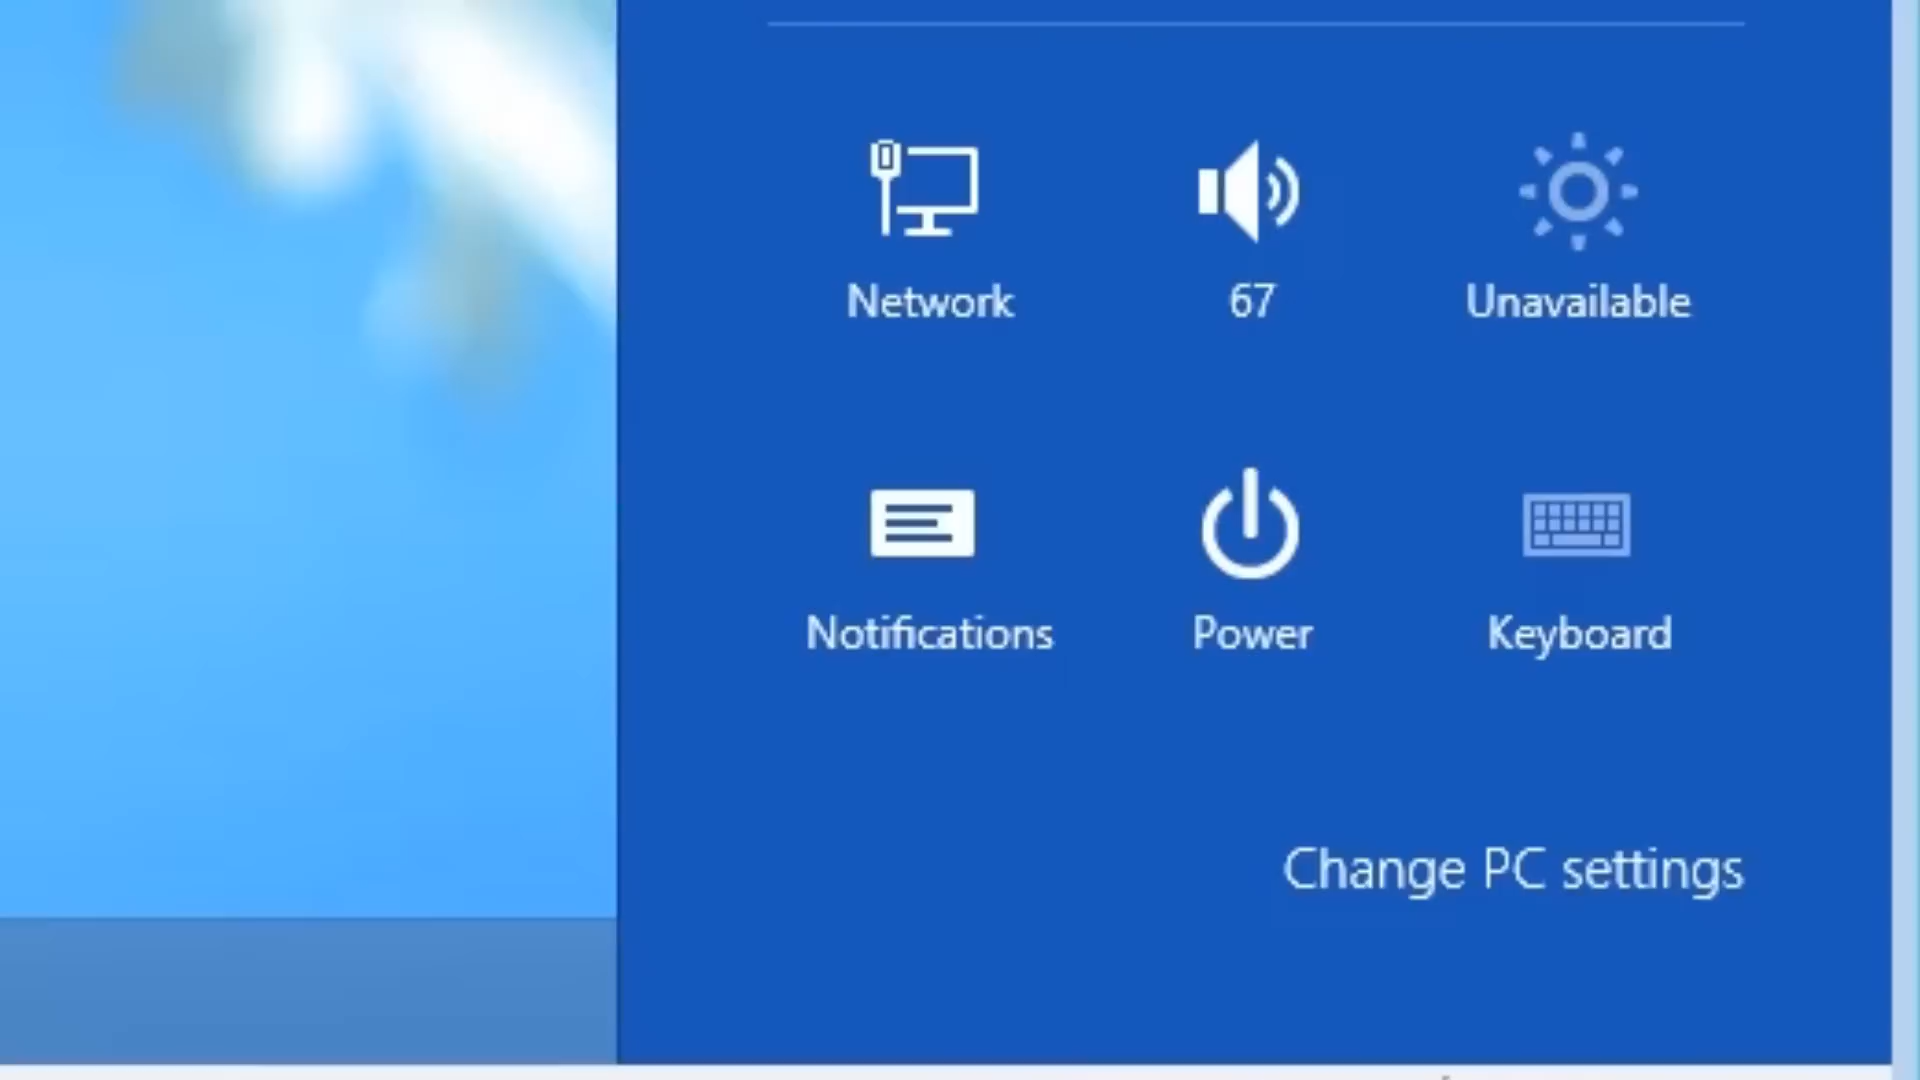 Network 67 Unavailable
Notifications Power Keyboard
Change PC settings